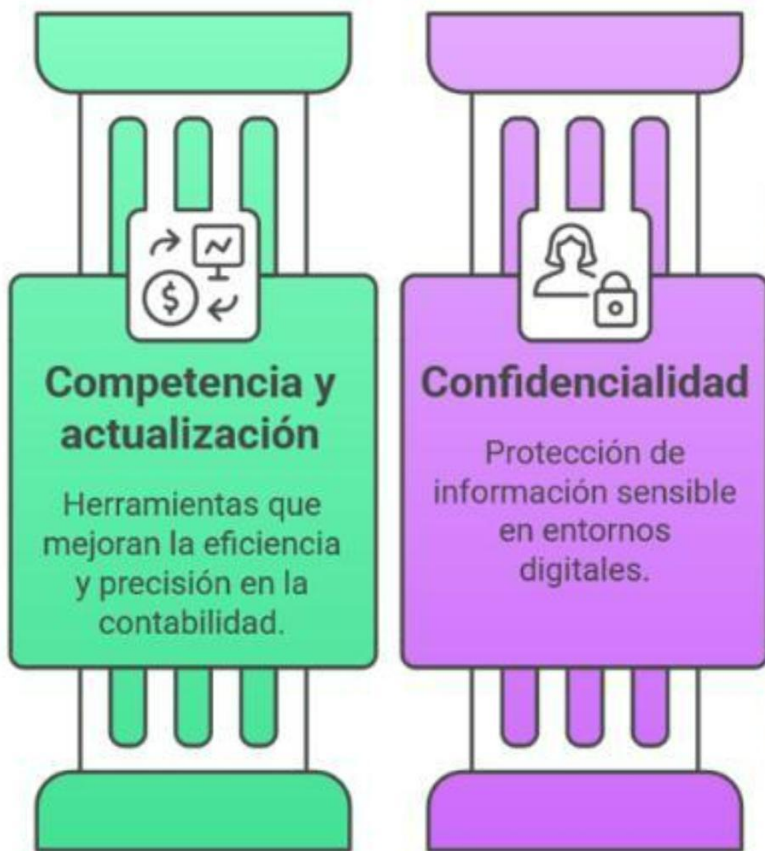 Competencia y
actualización
Herramientas que
mejoran la eficiencia
y precisión en la
contabilidad.
Confidencialidad
Protección de
información sensible
en entornos
digitales.